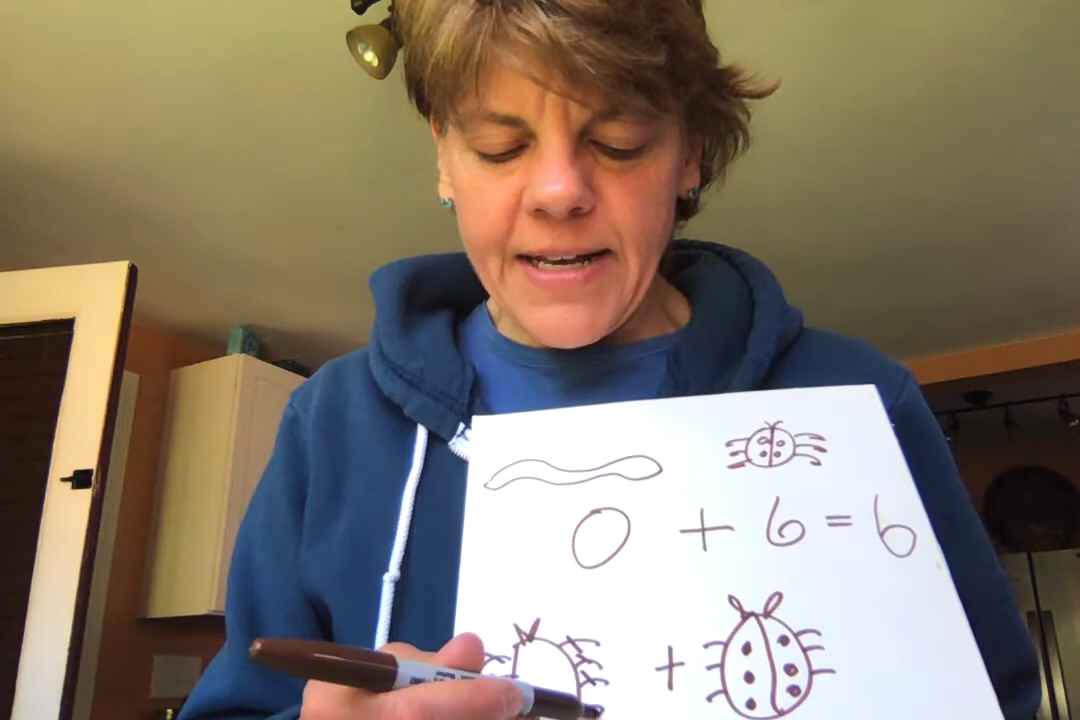 0 + 6 = 6
+